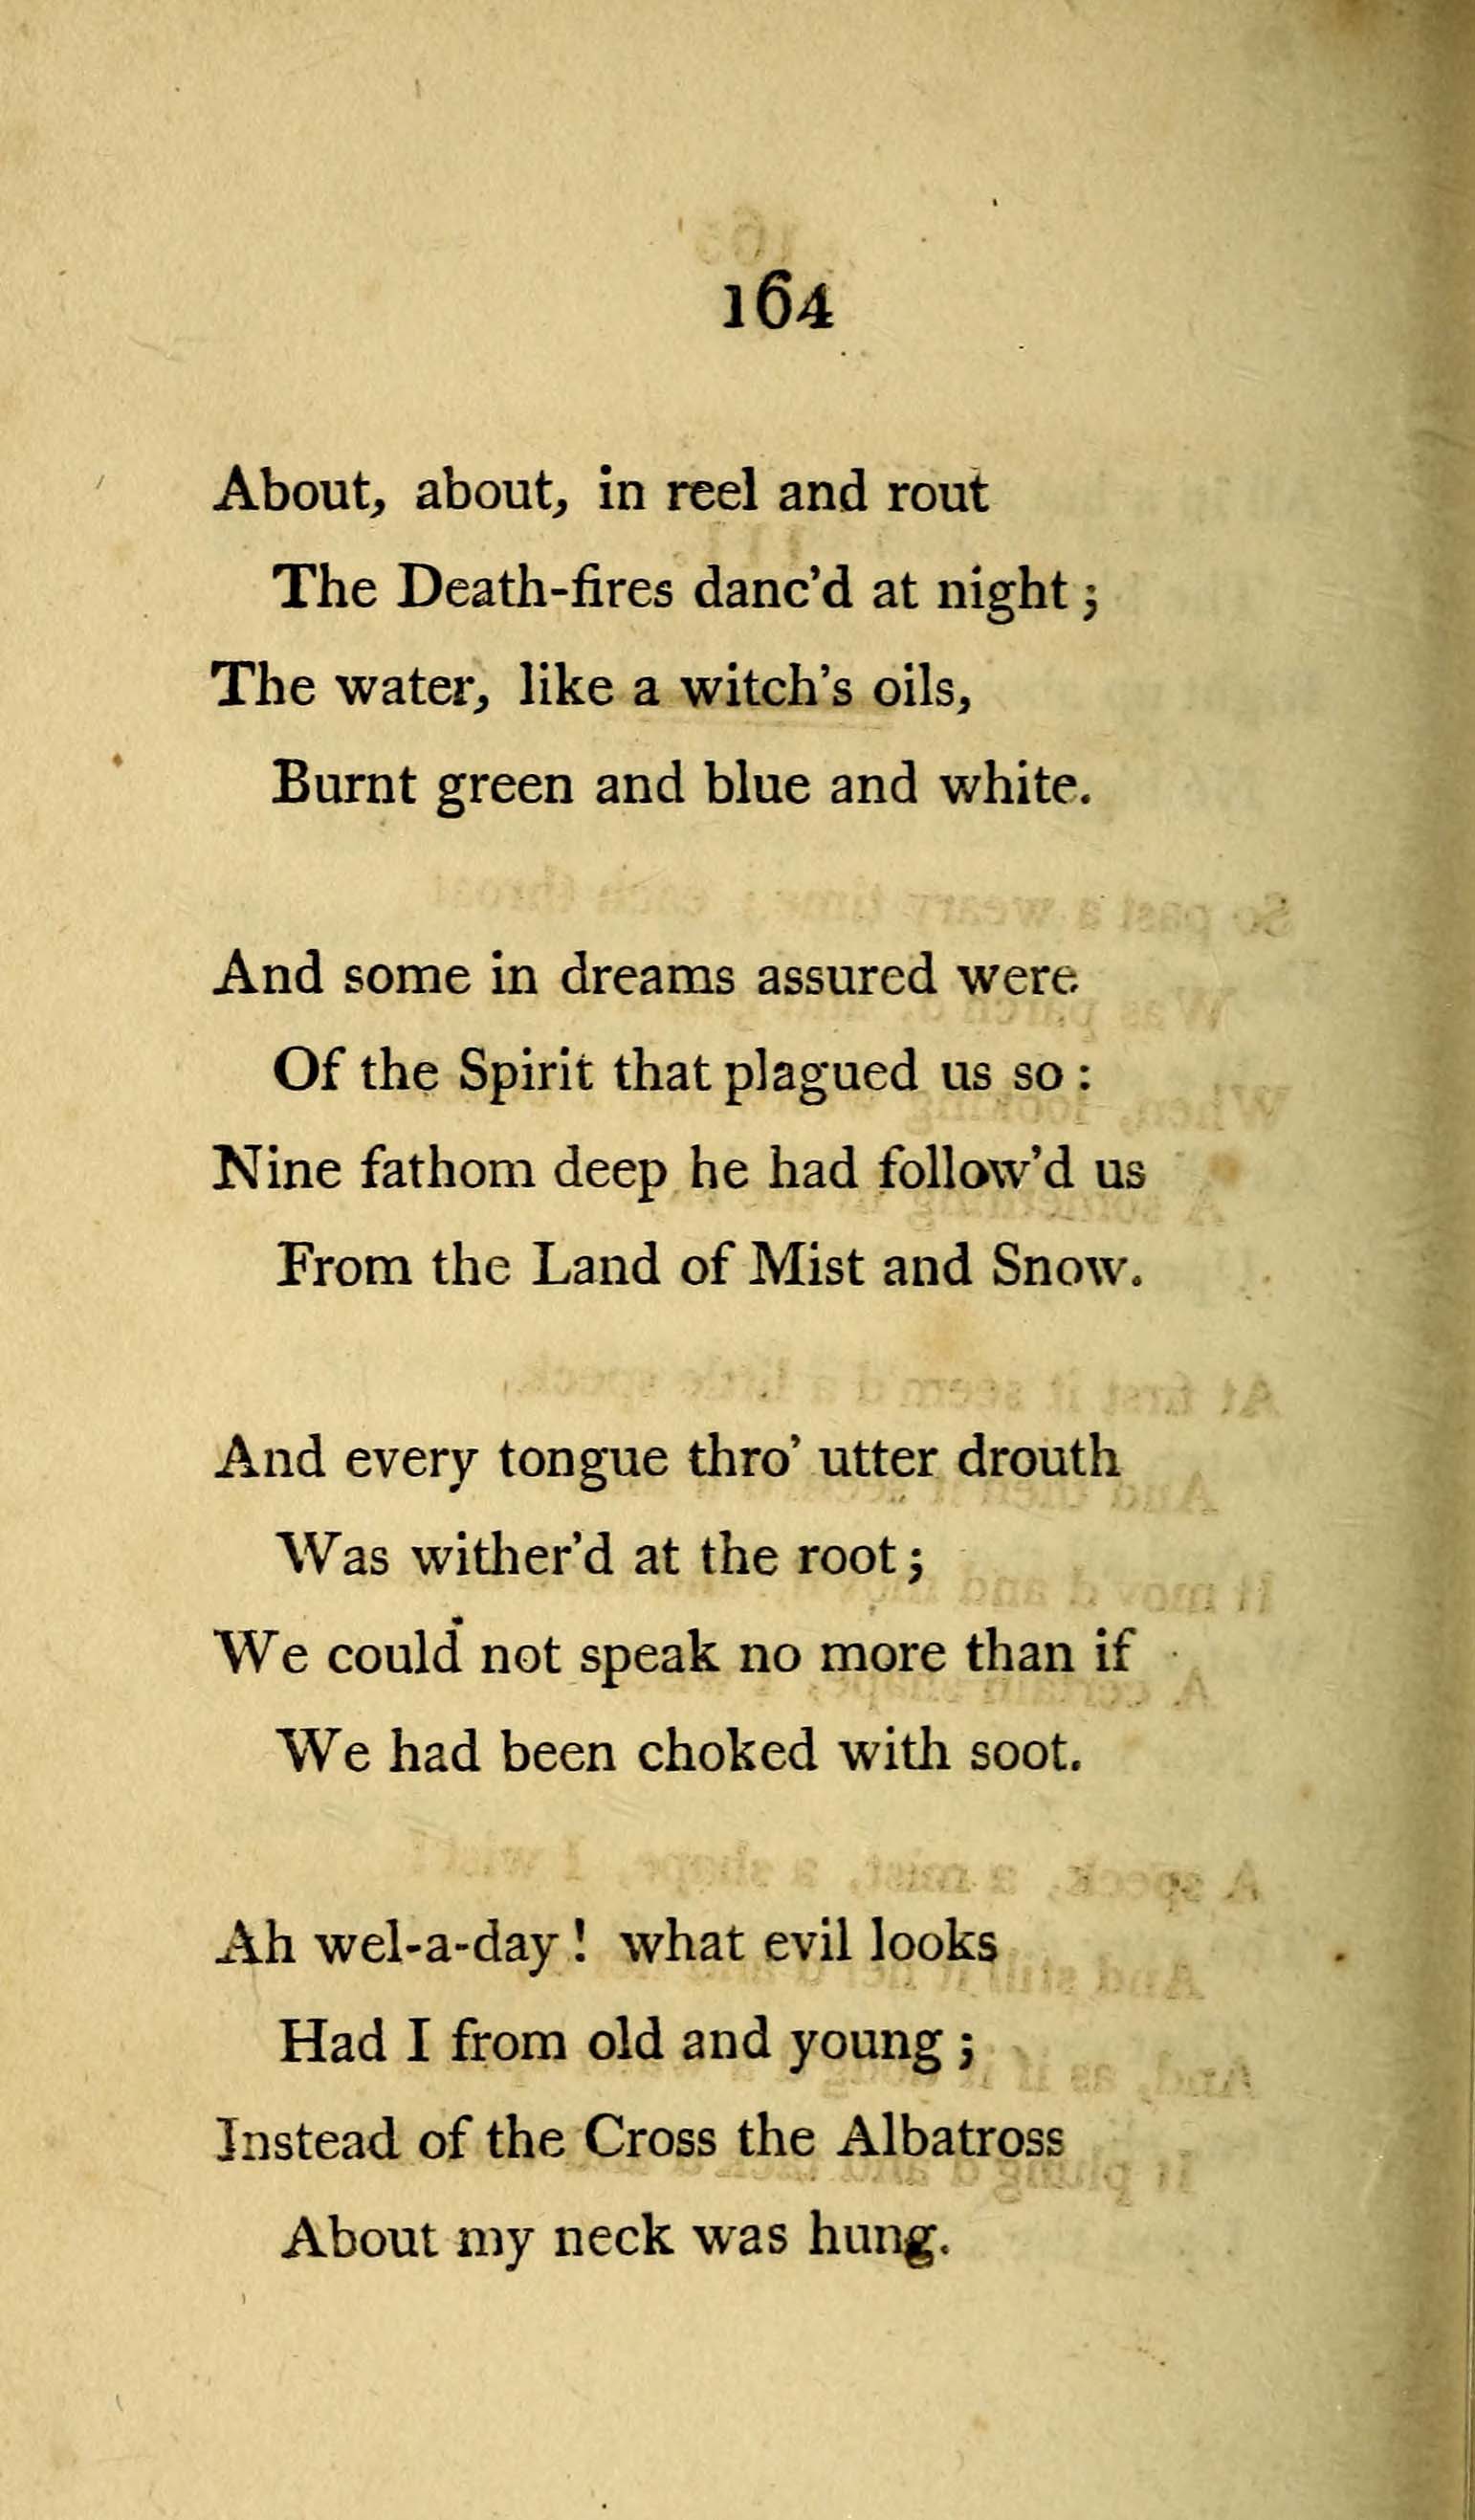 164
About, about, in reel and rout
The Death-fires danc'd at night;
The water, like a witch's oils,
Burnt green and blue and white.
And some in dreams assured were
Of the Spirit that plagued us so:
Nine fathom deep he had follow'd us
From the Land of Mist and Snow.
And every tongue thro' utter drouth
Was wither'd at the root;
We could not speak no more than if
We had been choked with soot.
Ah wel-a-day! what evil looks
Had I from old and young;
Instead of the Cross the Albatross
About my neck was hung.